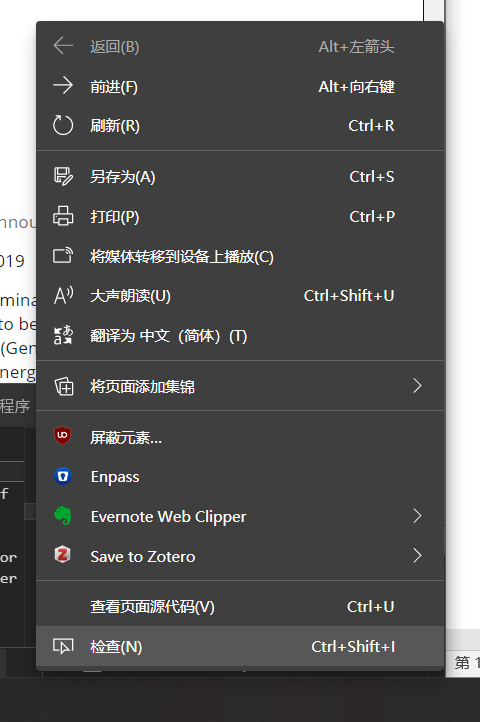 返回(B) Alt+左箭头
前进(F) Alt+向右键
刷新(R) Ctrl+R
另存为(A) Ctrl+S
打印(P) Ctrl+P
nnou
将媒体转移到设备上播放(C)
019
大声朗读(U) Ctrl+Shift+U
mina
to be
翻译为 中文（简体）(T)
(Gen
nerg
将页面添加集锦
程序
屏蔽元素...
Enpass
f
Evernote Web Clipper
or
Save to Zotero
er
查看页面源代码(V) Ctrl+U
检查(N) Ctrl+Shift+I
第 1